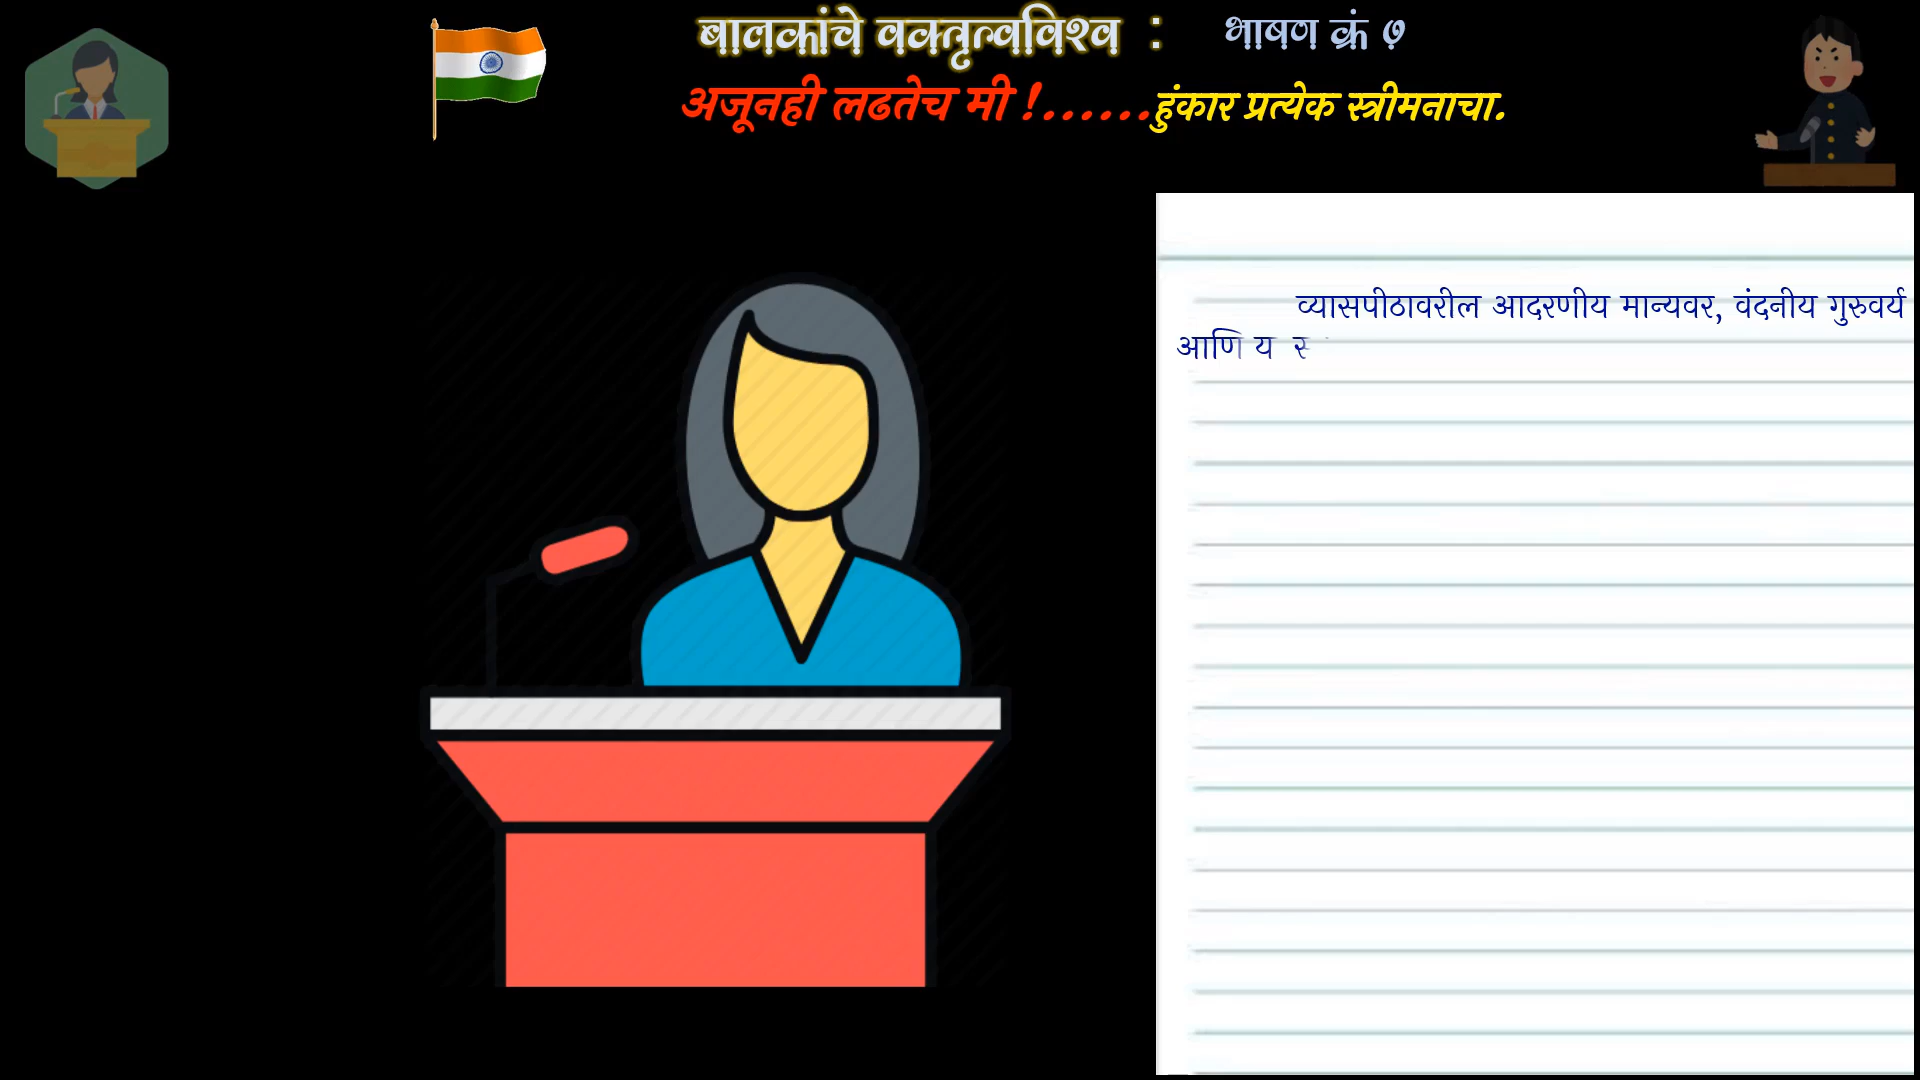 बालकांचे वक्तृत्वविश्व : भाषण क्रं ७
अजूनही लढतेच मी !......हुंकार प्रत्येक स्त्रीमनाचा.
व्यासपीठावरील आदरणीय मान्यवर, वंदनीय गुरुवर्य
आणि